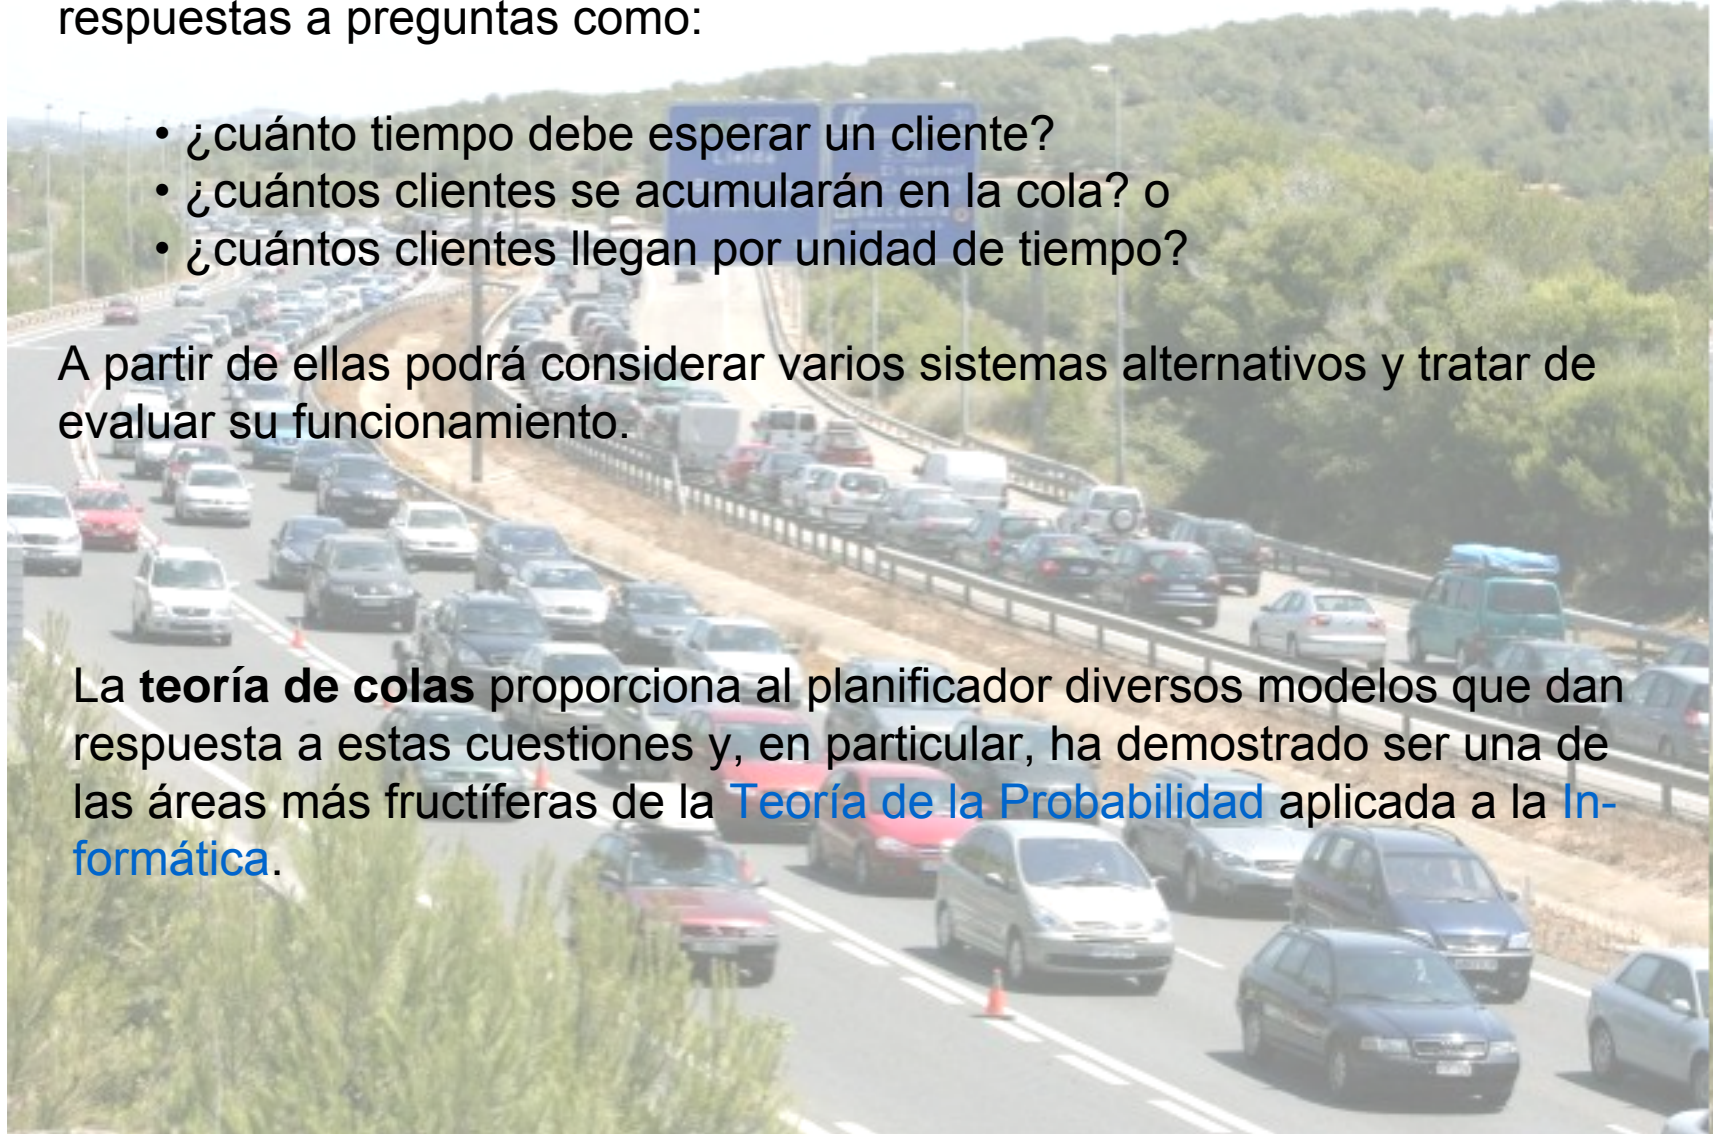 respuestas a preguntas como:
• ¿cuánto tiempo debe esperar un cliente?
• ¿cuántos clientes se acumularán en la cola? o
• ¿cuántos clientes llegan por unidad de tiempo?
A partir de ellas podrá considerar varios sistemas alternativos y tratar de
evaluar su funcionamiento.
La teoría de colas proporciona al planificador diversos modelos que dan
respuesta a estas cuestiones y, en particular, ha demostrado ser una de
las áreas más fructíferas de la Teoría de la Probabilidad aplicada a la In-
formática.